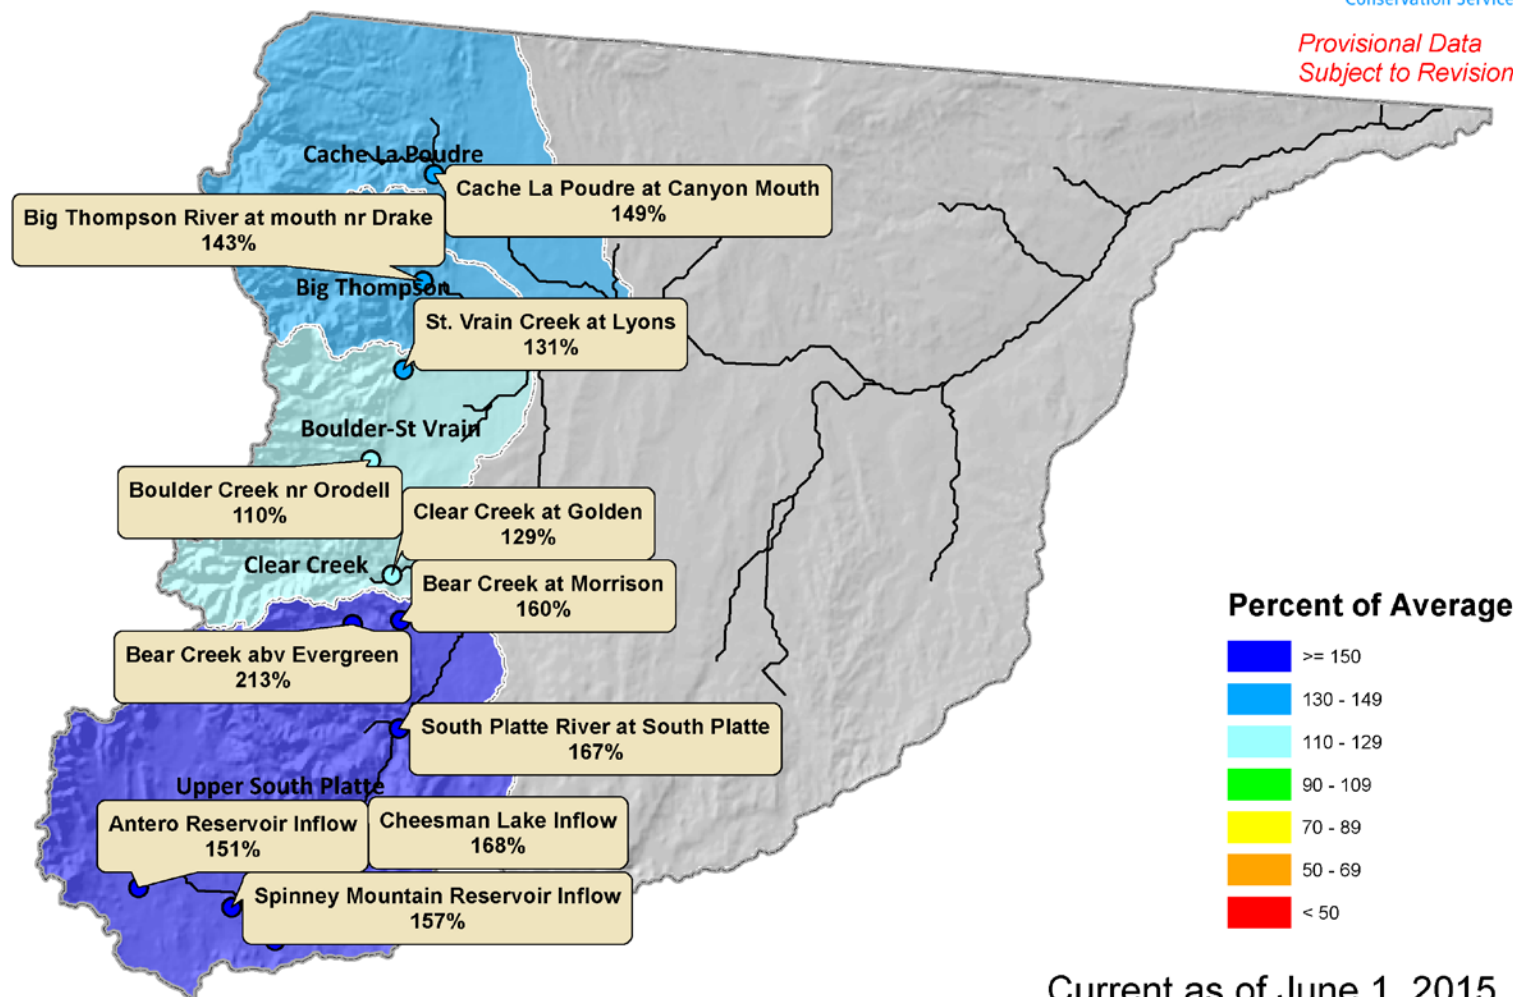 Conservation Service
Provisional Data
Subject to Revision
Cache La Poudre
Cache La Poudre at Canyon Mouth
149%
Big Thompson River at mouth nr Drake
143%
Big Thompson
St. Vrain Creek at Lyons
131%
Boulder-St Vrain
Boulder Creek nr Orodell
110%
Clear Creek at Golden
129%
Clear Creek
Bear Creek at Morrison
160%
Bear Creek abv Evergreen
213%
South Platte River at South Platte
167%
Upper South Platte
Antero Reservoir Inflow
151%
Cheesman Lake Inflow
168%
Spinney Mountain Reservoir Inflow
157%
Percent of Average
>= 150
130 - 149
110 - 129
90 - 109
70 - 89
50 - 69
< 50
Current as of June 1, 2015